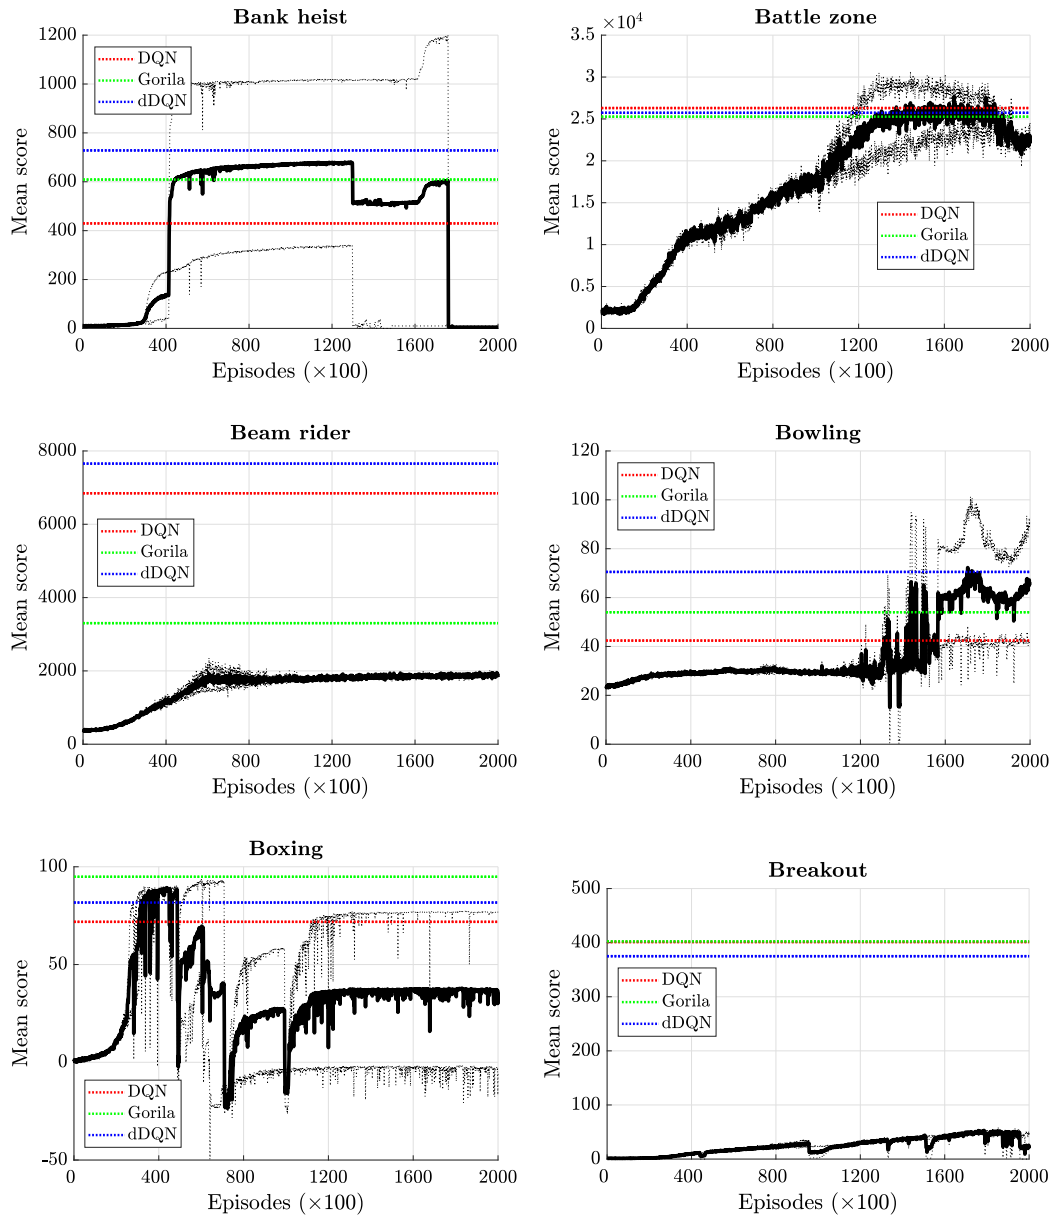 Bank heist
1200
1000
800
600
400
200
0
Mean score
DQN
Gorila
dDQN
0 400 800 1200 1600 2000
Episodes (×100)
Battle zone
×10^4
3.5
3
2.5
2
1.5
1
0.5
0
Mean score
DQN
Gorila
dDQN
0 400 800 1200 1600 2000
Episodes (×100)
Beam rider
8000
7200
6000
4800
3600
2000
0
Mean score
DQN
Gorila
dDQN
0 400 800 1200 1600 2000
Episodes (×100)
Bowling
120
100
80
60
40
20
0
Mean score
DQN
Gorila
dDQN
0 400 800 1200 1600 2000
Episodes (×100)
Boxing
100
50
0
-50
Mean score
DQN
Gorila
dDQN
0 400 800 1200 1600 2000
Episodes (×100)
Breakout
500
400
300
200
100
0
Mean score
DQN
Gorila
dDQN
0 400 800 1200 1600 2000
Episodes (×100)